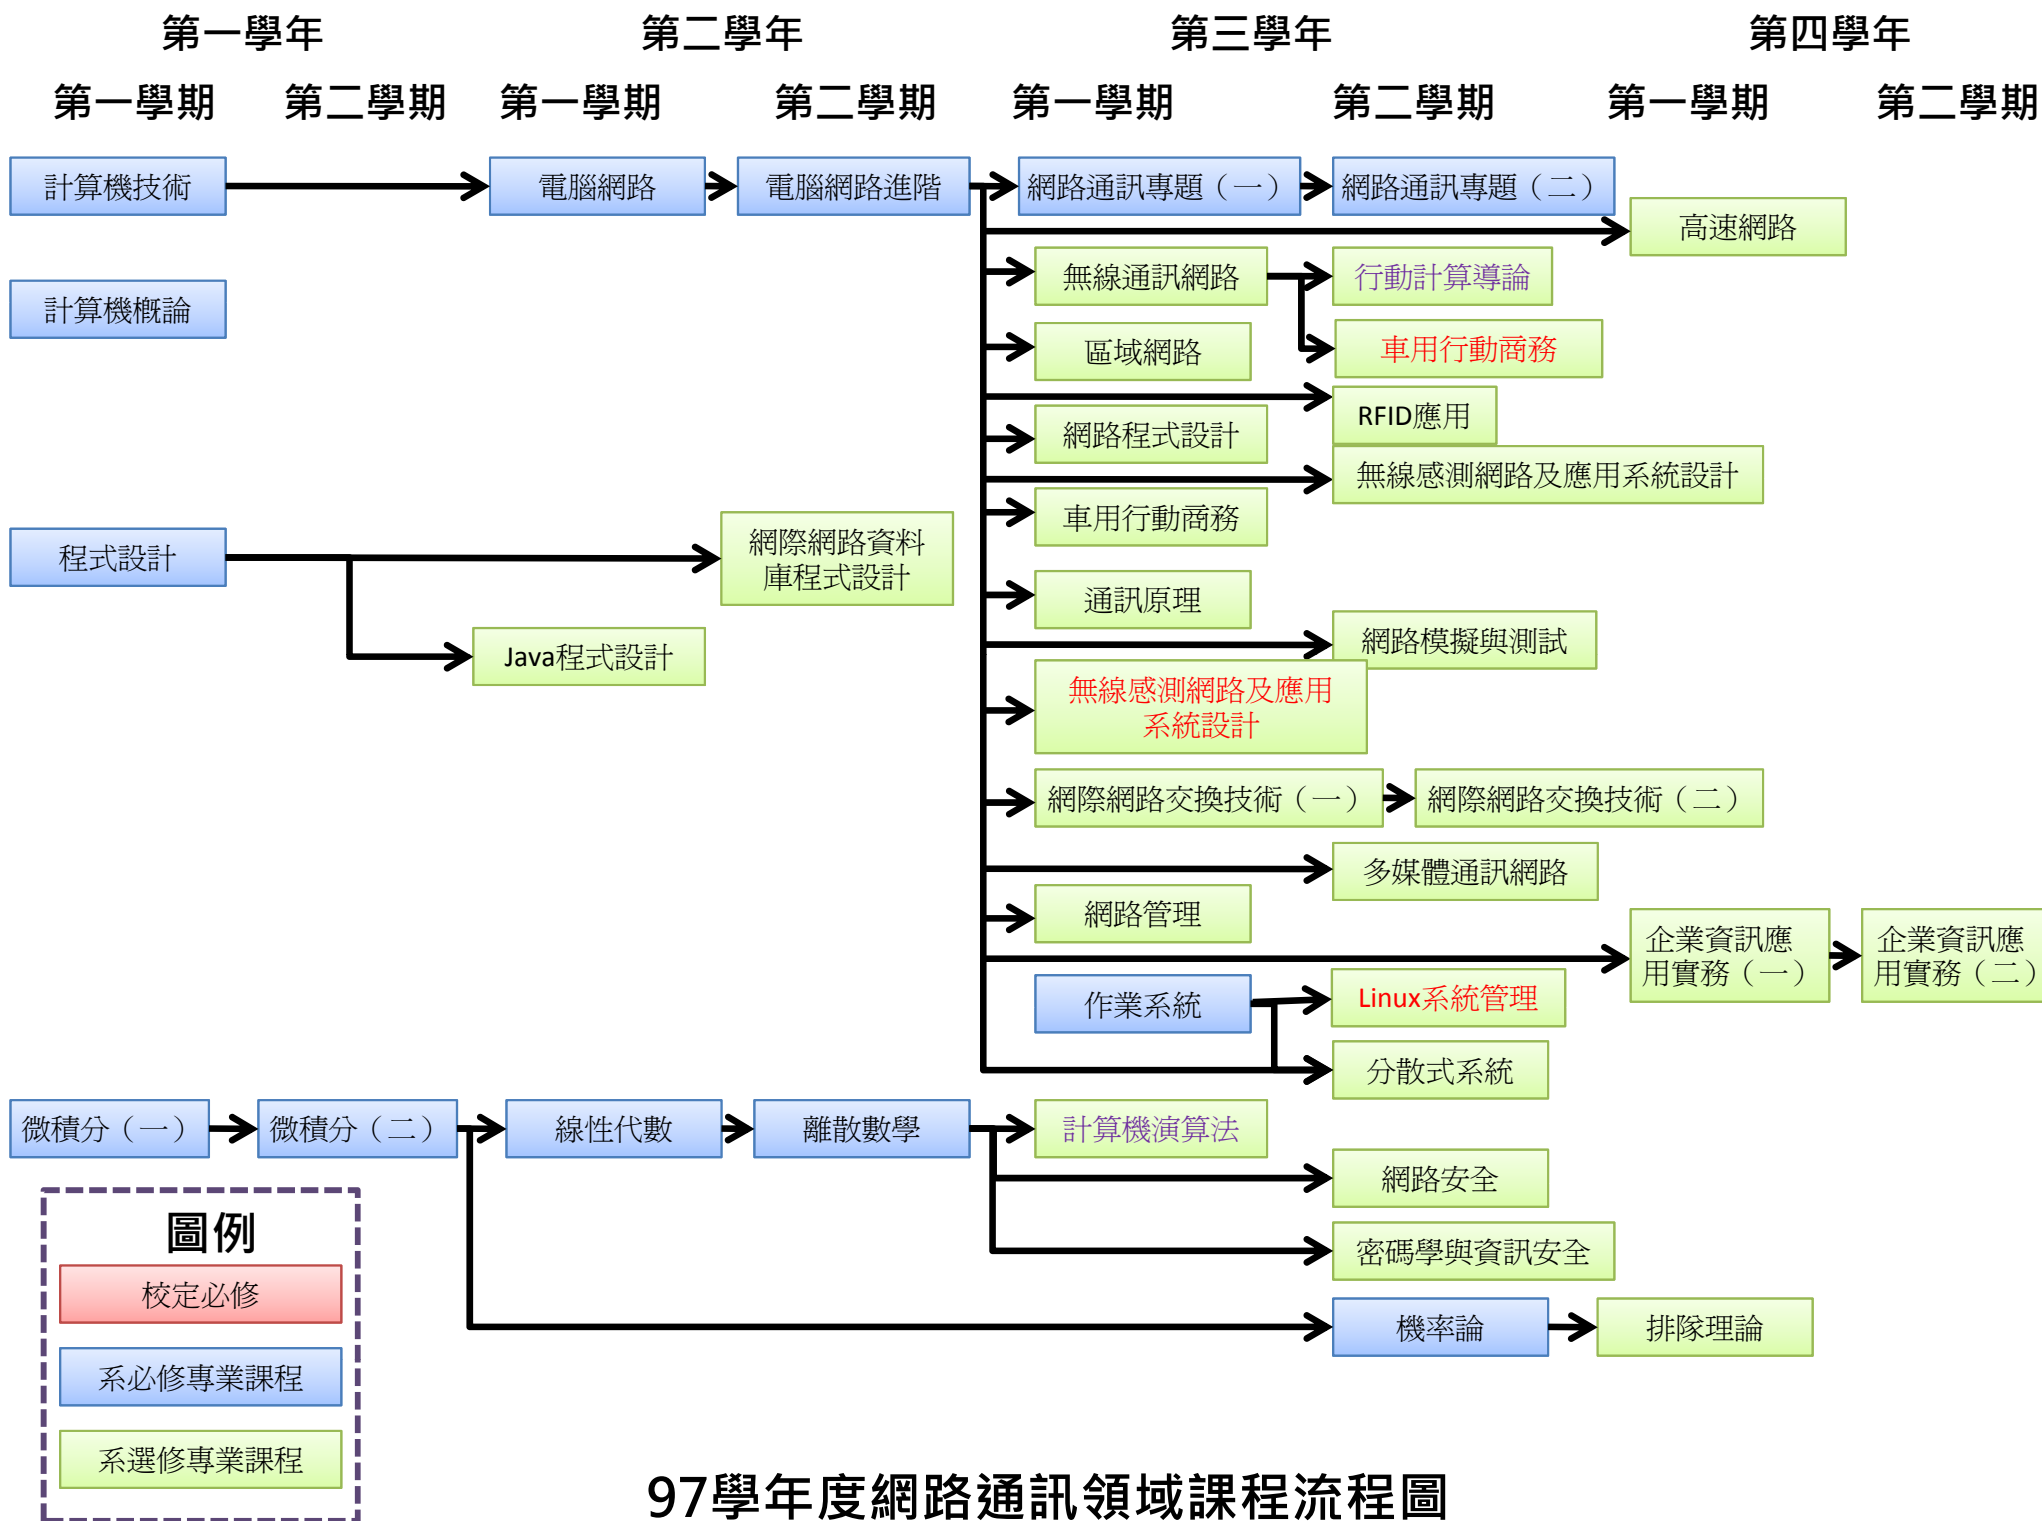 第一學年 第二學年 第三學年 第四學年
第一學期 第二學期 第一學期 第二學期 第一學期 第二學期 第一學期 第二學期
計算機技術 電腦網路 電腦網路進階 網路通訊專題（一） 網路通訊專題（二）
高速網路
無線通訊網路 行動計算導論
計算機概論
區域網路 車用行動商務
RFID應用
網路程式設計
無線感測網路及應用系統設計
車用行動商務
程式設計
網際網路資料
庫程式設計
通訊原理
Java程式設計
網路模擬與測試
無線感測網路及應用
系統設計
網際網路交換技術（一） 網際網路交換技術（二）
多媒體通訊網路
網路管理
企業資訊應
用實務（一）
企業資訊應
用實務（二）
作業系統 Linux系統管理
分散式系統
微積分（一） 微積分（二） 線性代數 離散數學 計算機演算法
網路安全
密碼學與資訊安全
機率論 排隊理論
圖例
校定必修
系必修專業課程
系選修專業課程
97學年度網路通訊領域課程流程圖